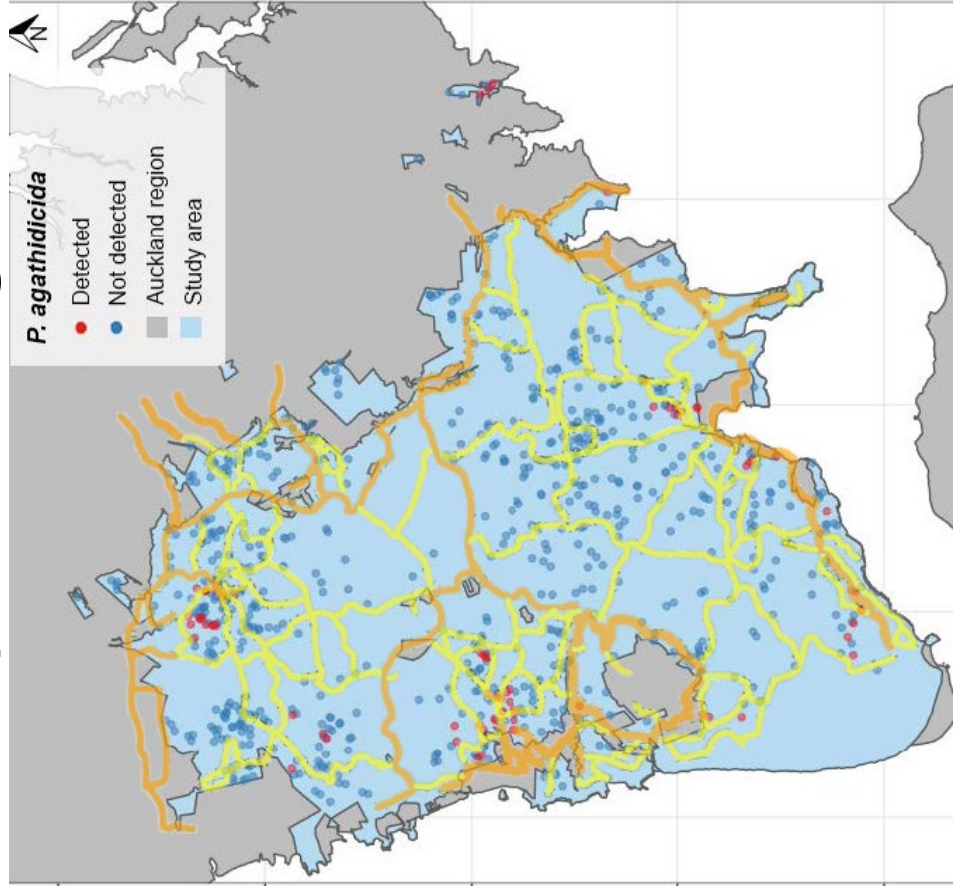 N
P. agathidicida
Detected
Not detected
Auckland region
Study area